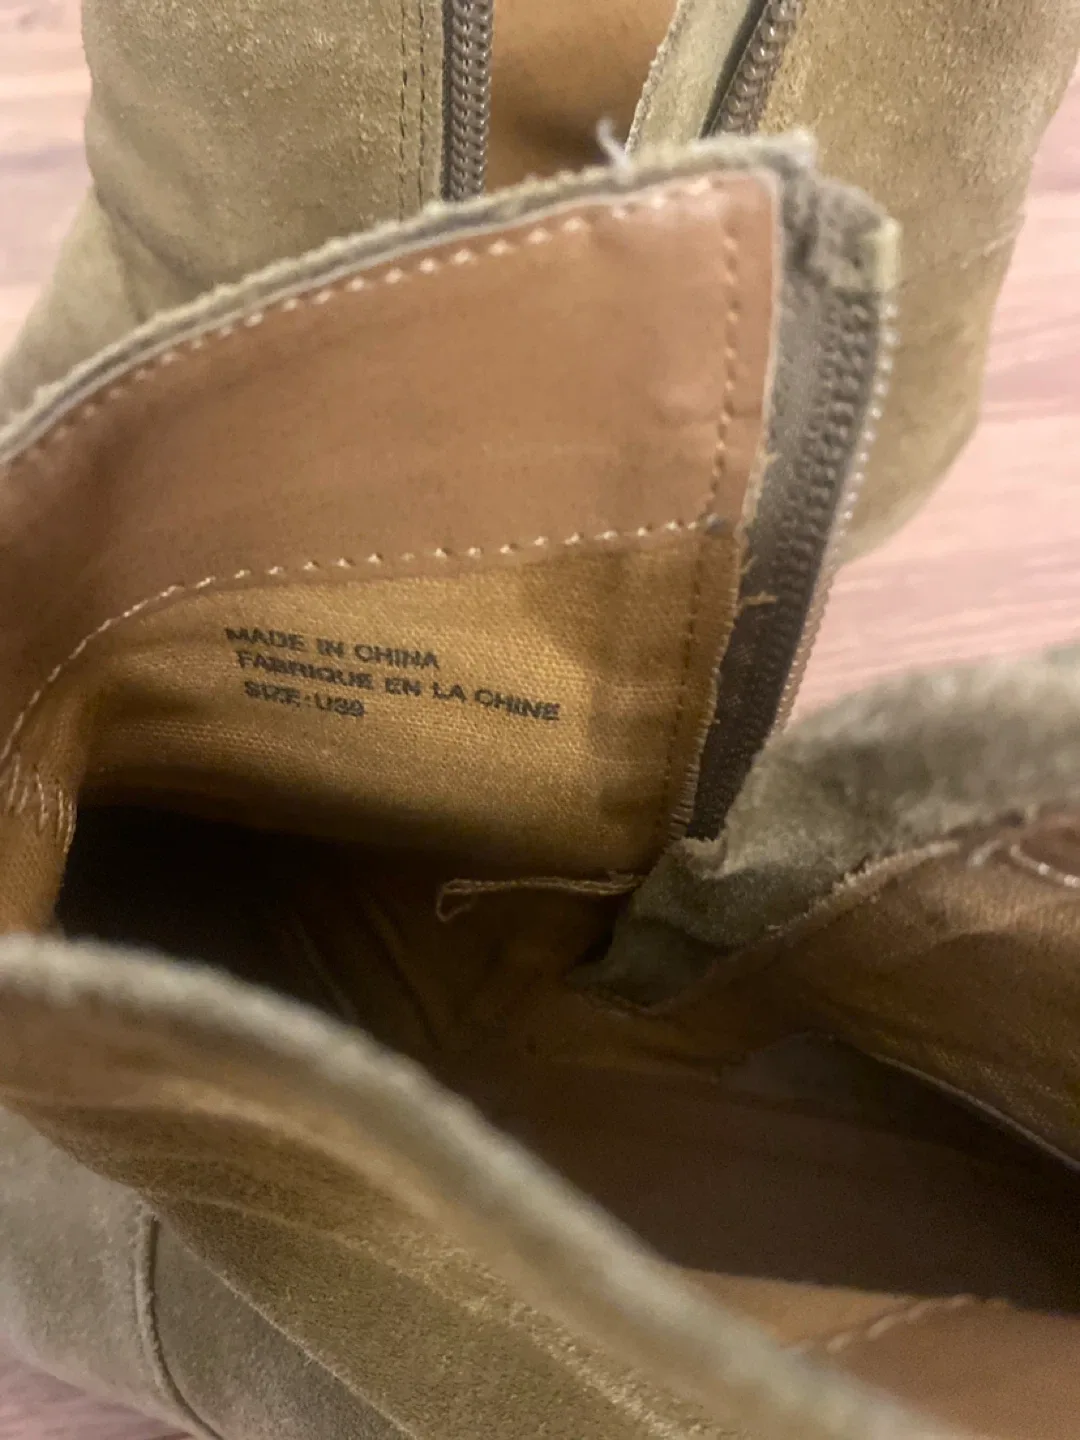 MADE IN CHINA
FABRIQUE EN LA CHINE
SIZE: U39